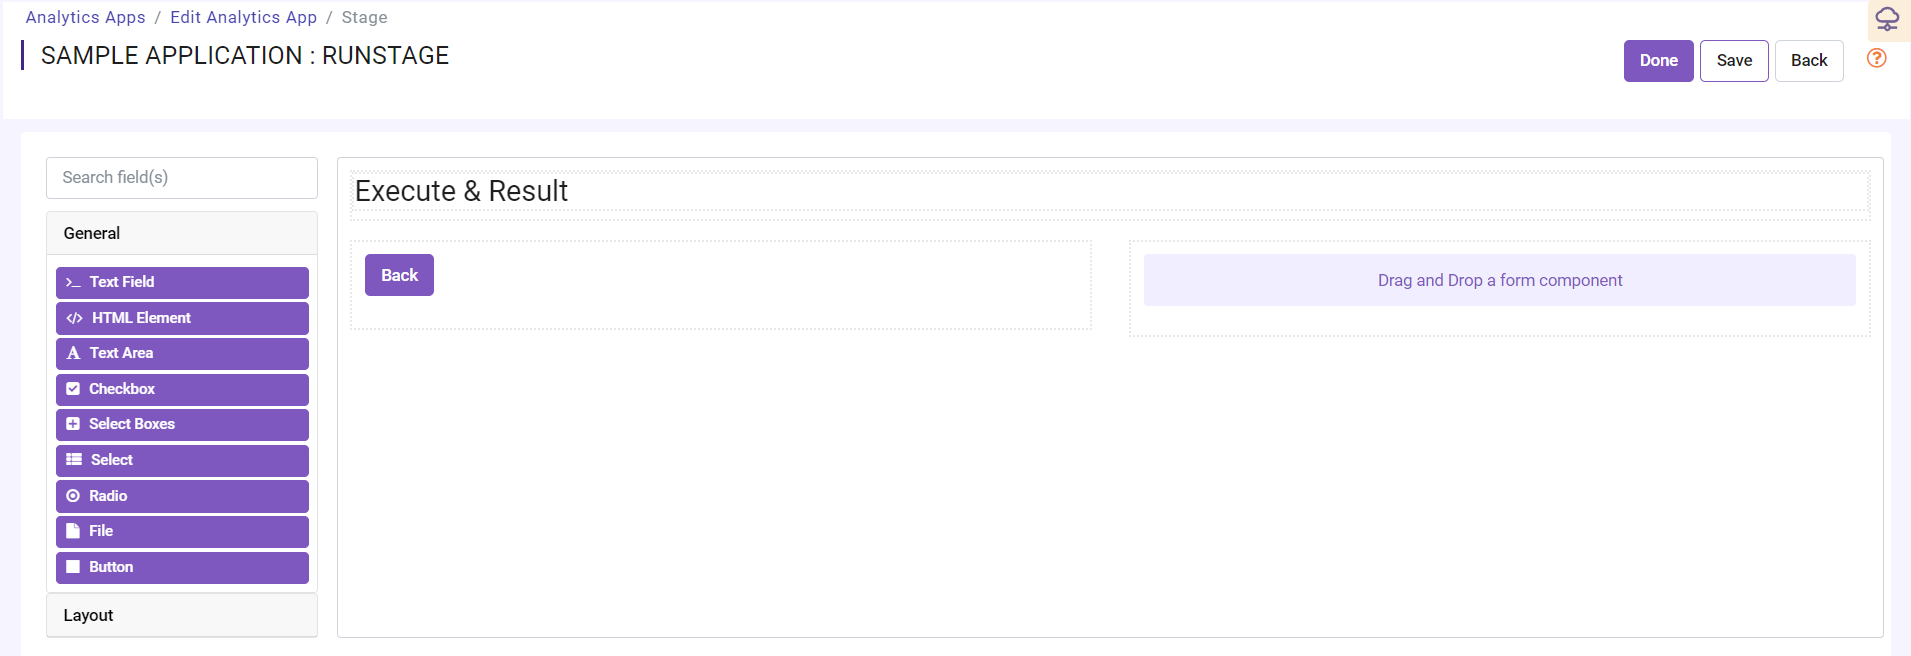 Analytics Apps / Edit Analytics App / Stage
SAMPLE APPLICATION : RUNSTAGE
Done
Save
Back
Search field(s)
General
Text Field
HTML Element
Text Area
Checkbox
Select Boxes
Select
Radio
File
Button
Layout
Execute & Result
Back
Drag and Drop a form component